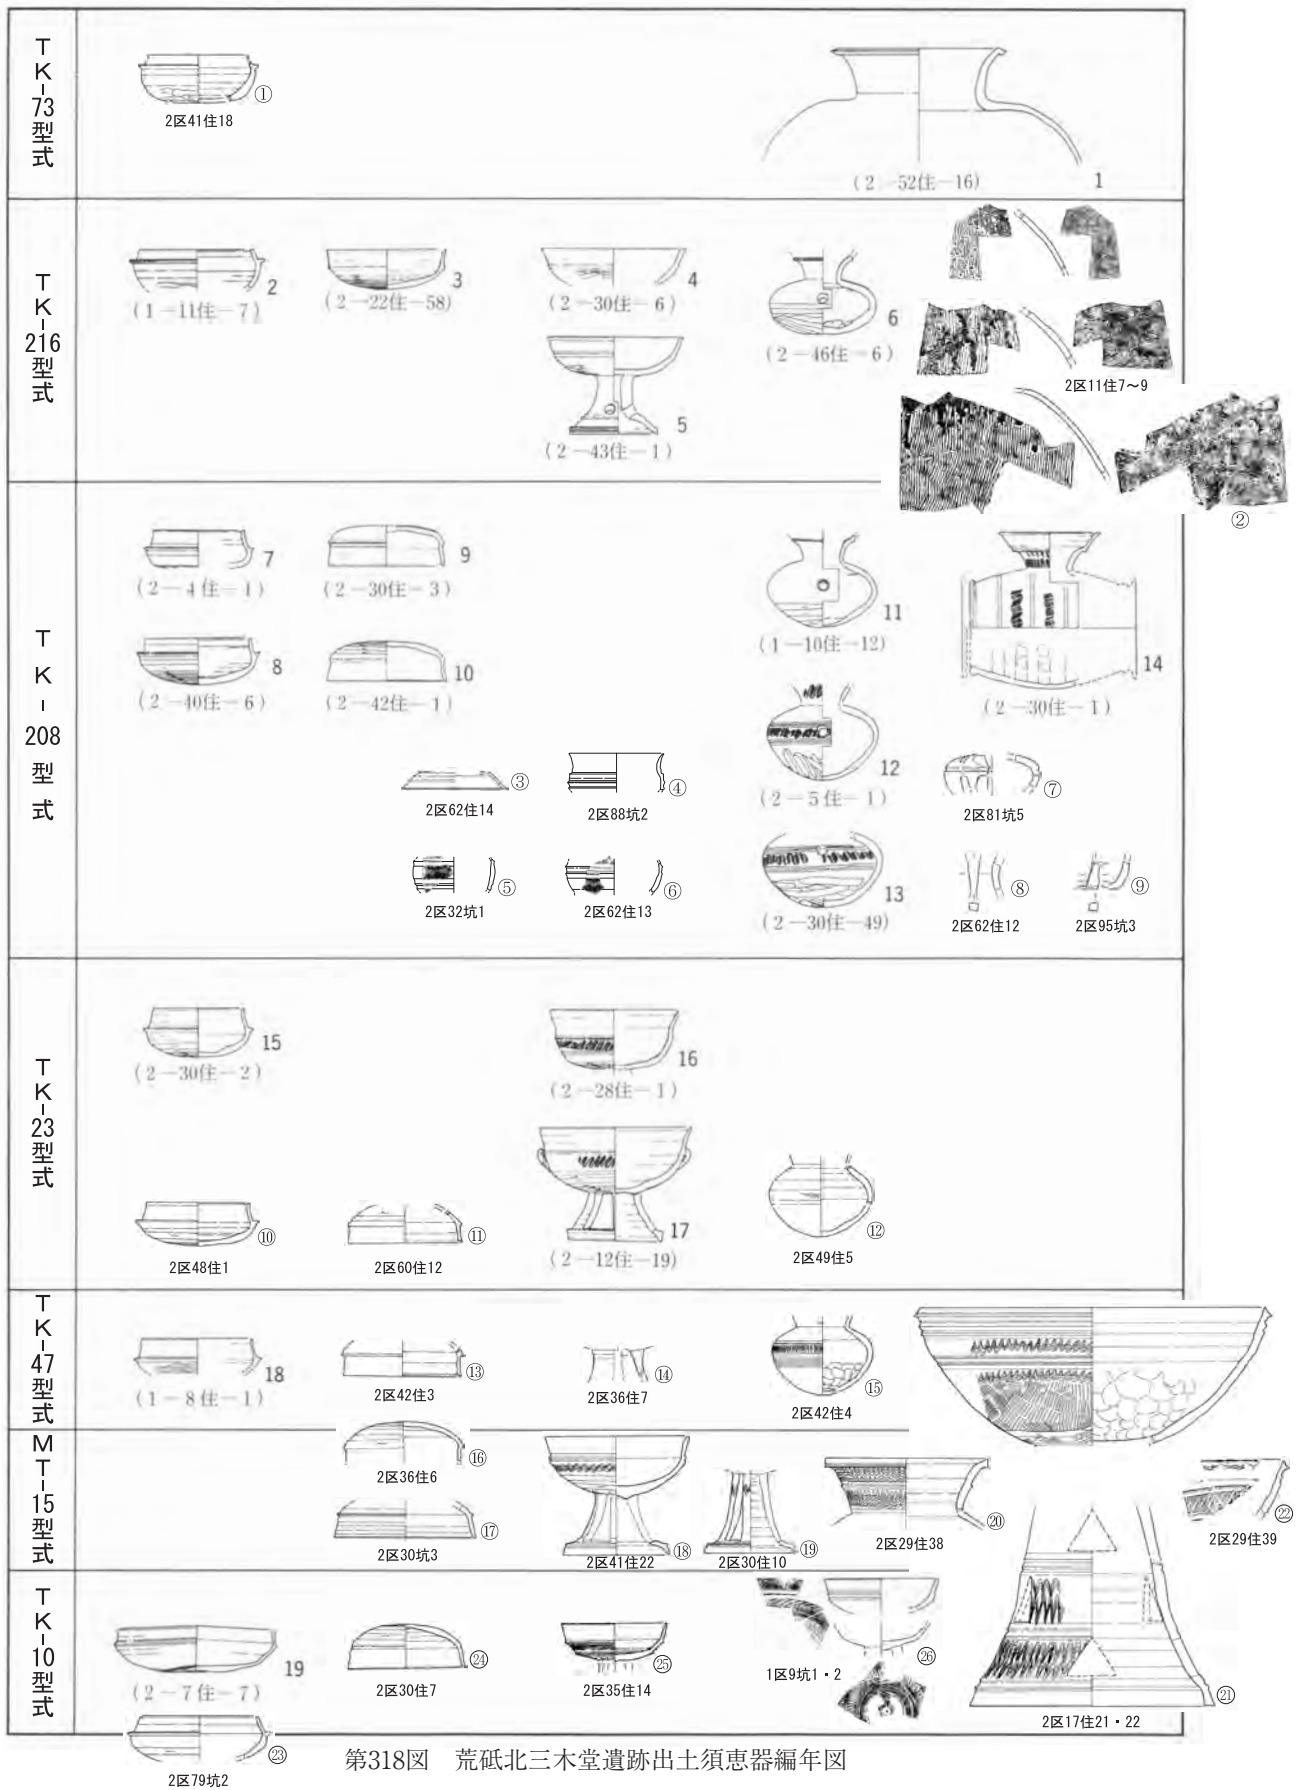 TK-73型式
①
2区41住18
(2-52住-16)
1
TK-216型式
2
(1-11住-7)
3
(2-22住-58)
4
(2-30住-6)
5
(2-43住-1)
6
(2-46住-6)
2区11住7~9
②
TK-208型式
7
(2-4住-1)
9
(2-30住-3)
11
(1-10住-12)
14
(2-30住-1)
8
(2-40住-6)
10
(2-42住-1)
12
(2-5住-1)
③
2区62住14
④
2区88坑2
⑦
2区81坑5
⑤
2区32坑1
⑥
2区62住13
13
(2-30住-49)
⑧
2区62住12
⑨
2区95坑3
TK-23型式
15
(2-30住-2)
16
(2-28住-1)
17
(2-12住-19)
⑩
2区48住1
⑪
2区60住12
⑫
2区49住5
TK-47型式
18
(1-8住-1)
⑬
2区42住3
⑭
2区36住7
⑮
2区42住4
MT-15型式
⑯
2区36住6
⑰
2区30坑3
⑱
2区41住22
⑲
2区30住10
⑳
2区29住38
㉒
2区29住39
TK-10型式
19
(2-7住-7)
㉔
2区30住7
㉕
2区35住14
㉖
1区9坑1・2
㉑
2区17住21・22
㉓
2区79坑2
第318図 荒砥北三木堂遺跡出土須恵器編年図